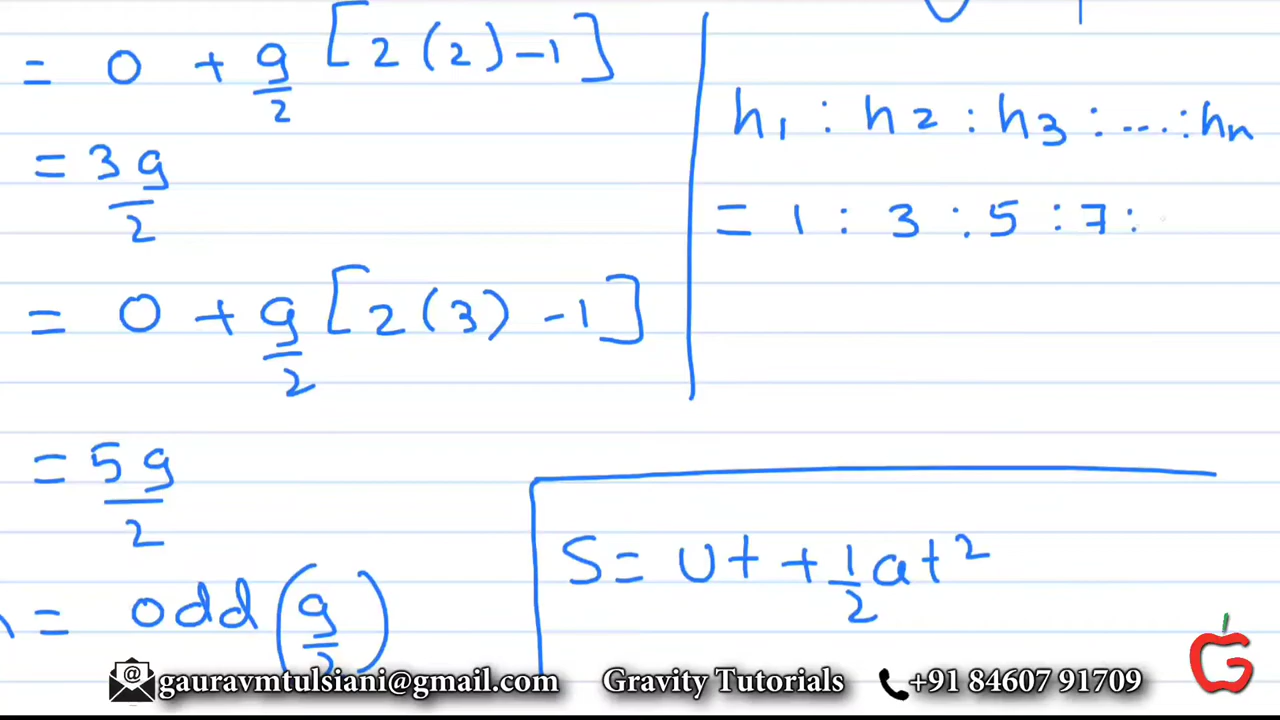 = 0 + g/2 [2(2)-1]
= 3g/2
= 0 + g/2 [2(3)-1]
= 5g/2
= odd (g/2)
h1 : h2 : h3 : ... : hn
= 1 : 3 : 5 : 7 :
S = Ut + 1/2 at²
gauravmtulsiani@gmail.com Gravity Tutorials +91 84607 91709
G